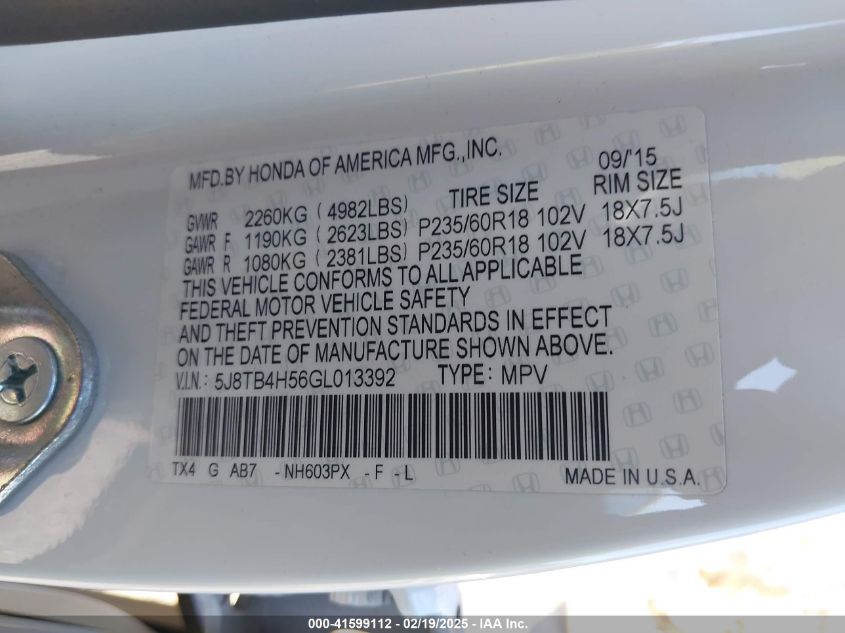 MFD.BY HONDA OF AMERICA MFG.,INC. 09/'15
TIRE SIZE RIM SIZE
GVWR 2260KG (4982LBS)
GAWR F 1190KG (2623LBS) P235/60R18 102V 18X7.5J
GAWR R 1080KG (2381LBS) P235/60R18 102V 18X7.5J
THIS VEHICLE CONFORMS TO ALL APPLICABLE
FEDERAL MOTOR VEHICLE SAFETY
AND THEFT PREVENTION STANDARDS IN EFFECT
ON THE DATE OF MANUFACTURE SHOWN ABOVE.
V.I.N.: 5J8TB4H56GL013392 TYPE: MPV
TX4 G AB7 -NH603PX -F -L MADE IN U.S.A.
000-41599112 - 02/19/2025 - IAA Inc.